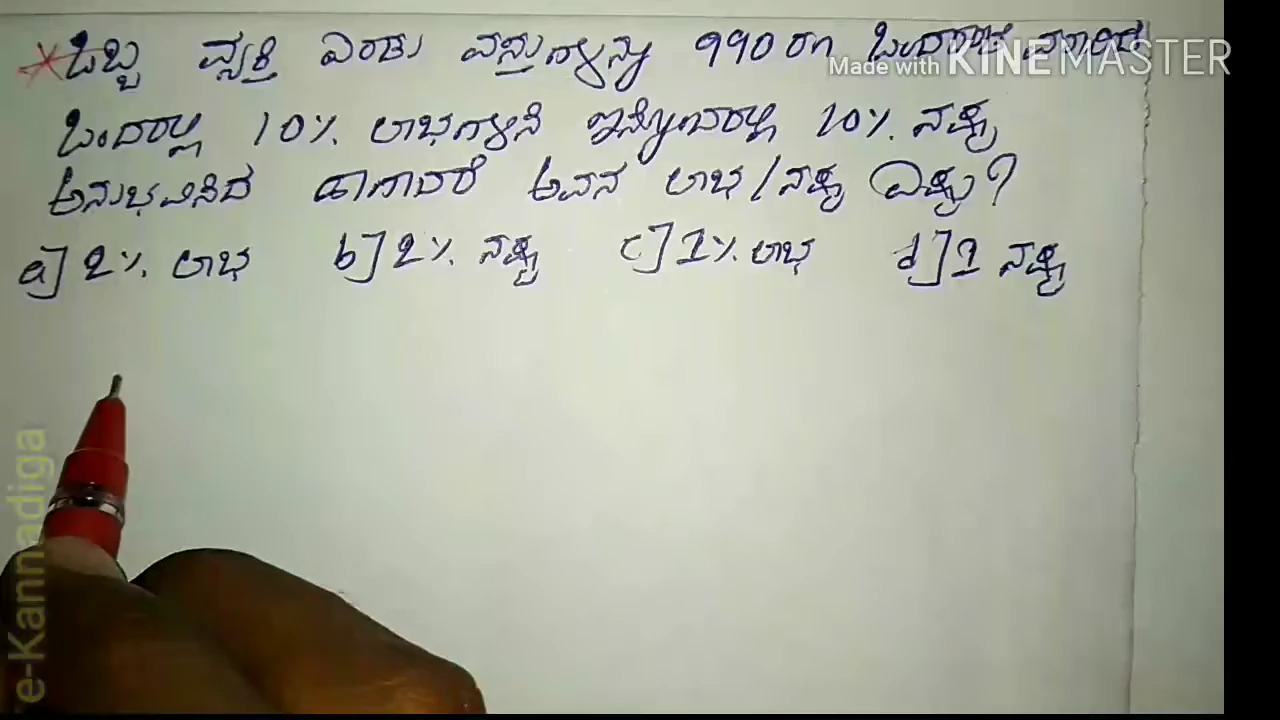 ಒಬ್ಬ ವ್ಯಕ್ತಿ ಎರಡು ವಸ್ತುಗಳನ್ನು 990 ರಂ
Made with KINEMASTER
ಒಂದರಲ್ಲಿ 10%. ಲಾಭಗಳಿಸಿ ಇನ್ನೊಂದರಲ್ಲಿ 10%. ನಷ್ಟ
ಅನುಭವಿಸಿದ ಹಾಗಾದರೆ ಅವನ ಲಾಭ/ನಷ್ಟ ಎಷ್ಟು?
a] 2%. ಲಾಭ b] 2%. ನಷ್ಟ c] 1%. ಲಾಭ d] 1 ನಷ್ಟ
e-Kannadiga